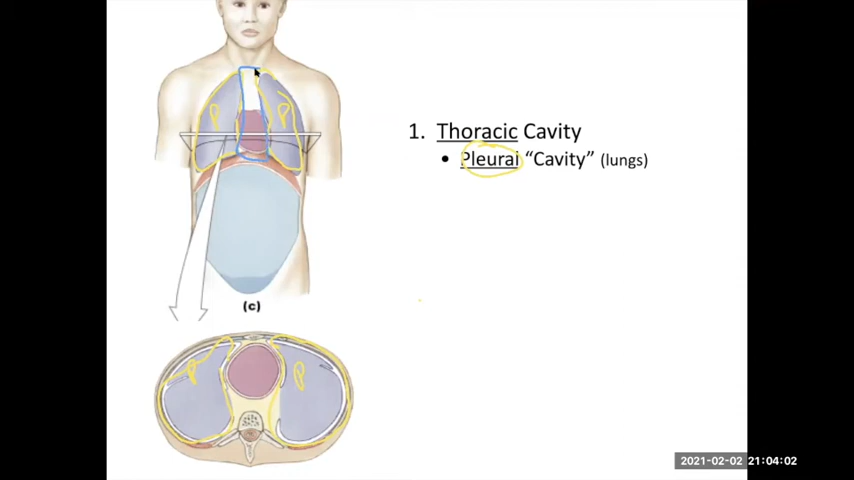 1. Thoracic Cavity
• Pleural “Cavity” (lungs)
P P
(c)
P P
2021-02-02 21:04:02